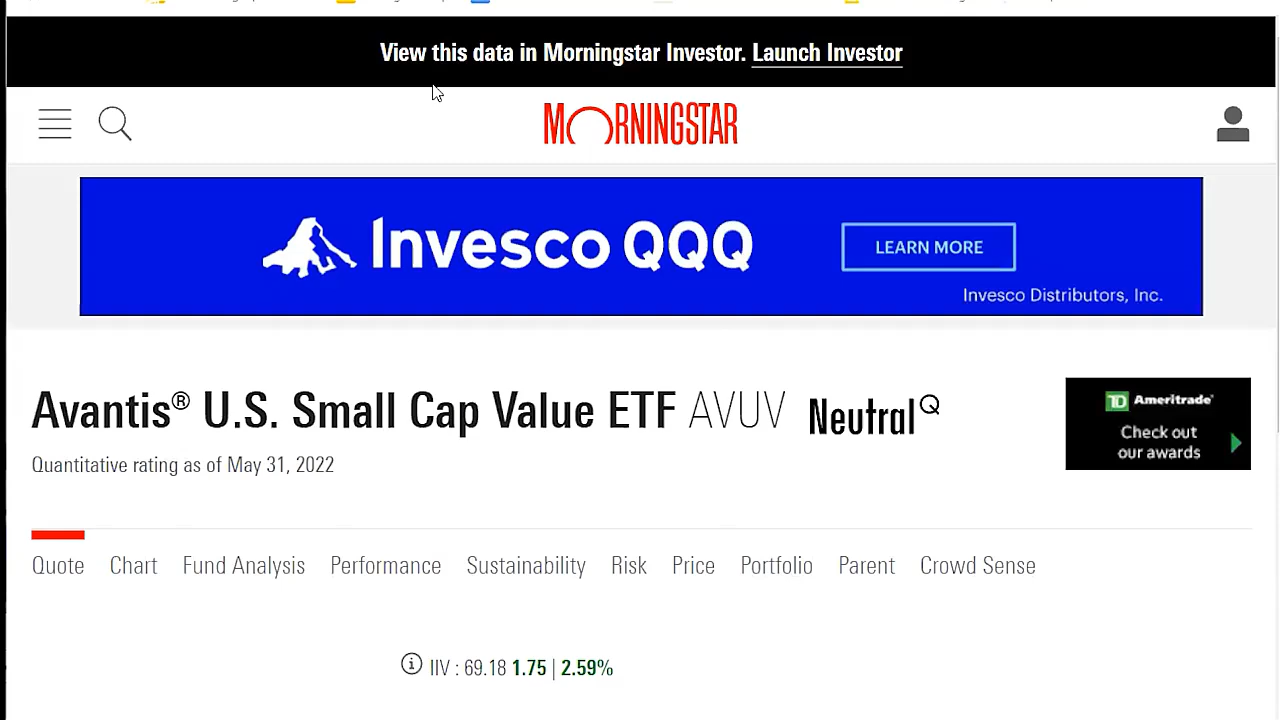 View this data in Morningstar Investor. Launch Investor
MORNINGSTAR
Invesco QQQ
LEARN MORE
Invesco Distributors, Inc.
Avantis® U.S. Small Cap Value ETF AVUV Neutral Q
Quantitative rating as of May 31, 2022
TD Ameritrade
Check out
our awards
Quote Chart Fund Analysis Performance Sustainability Risk Price Portfolio Parent Crowd Sense
IIV : 69.18 1.75 | 2.59%